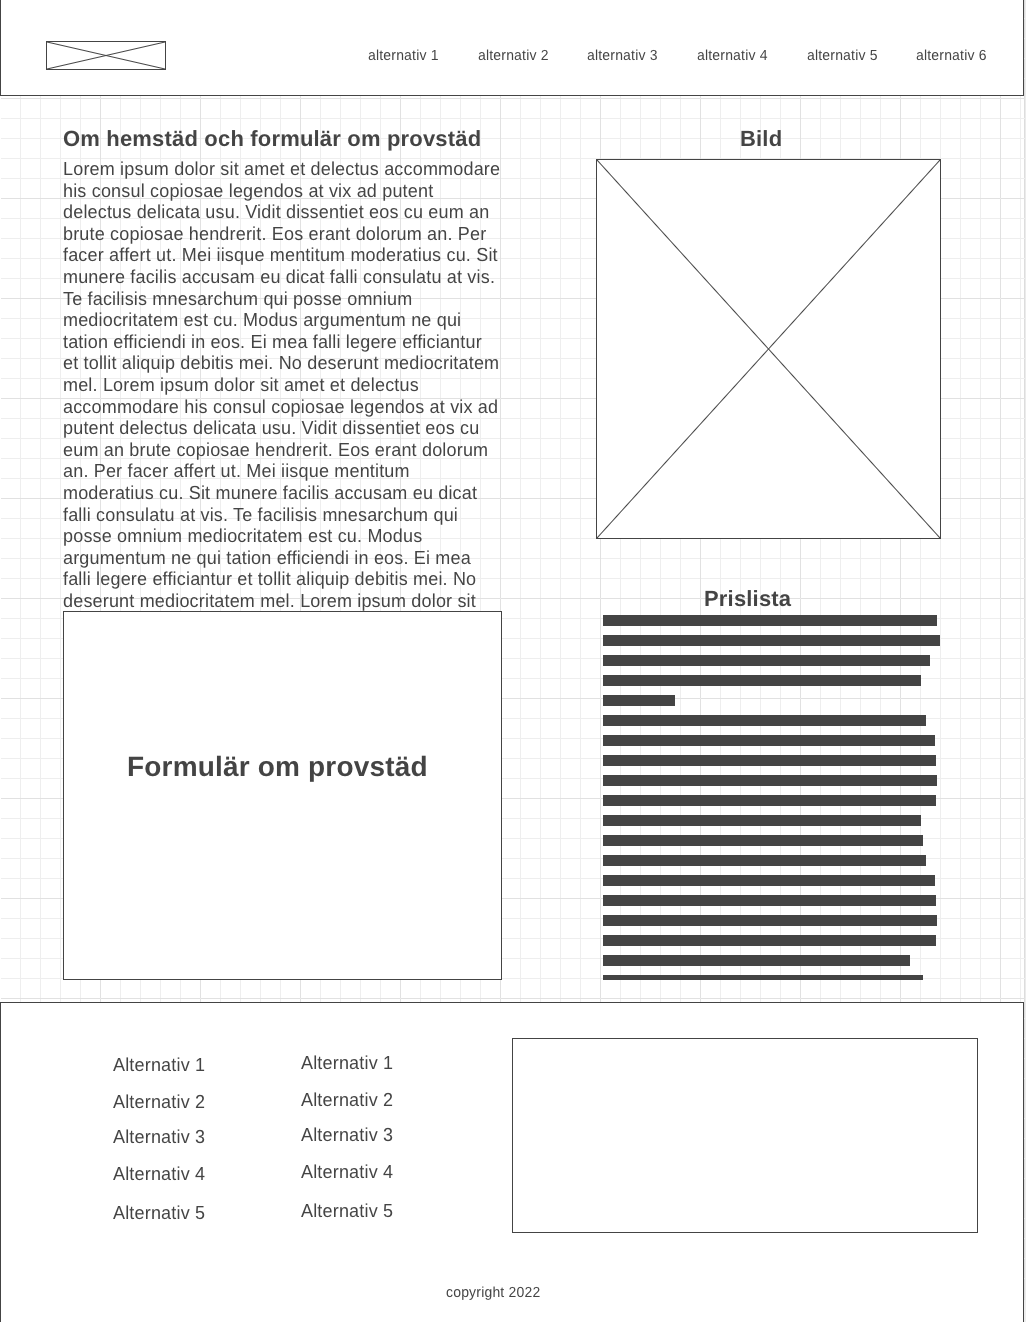 alternativ 1 alternativ 2 alternativ 3 alternativ 4 alternativ 5 alternativ 6
Om hemstäd och formulär om provstäd
Lorem ipsum dolor sit amet et delectus accommodare
his consul copiosae legendos at vix ad putent
delectus delicata usu. Vidit dissentiet eos cu eum an
brute copiosae hendrerit. Eos erant dolorum an. Per
facer affert ut. Mei iisque mentitum moderatius cu. Sit
munere facilis accusam eu dicat falli consulatu at vis.
Te facilisis mnesarchum qui posse omnium
mediocritatem est cu. Modus argumentum ne qui
tation efficiendi in eos. Ei mea falli legere efficiantur
et tollit aliquip debitis mei. No deserunt mediocritatem
mel. Lorem ipsum dolor sit amet et delectus
accommodare his consul copiosae legendos at vix ad
putent delectus delicata usu. Vidit dissentiet eos cu
eum an brute copiosae hendrerit. Eos erant dolorum
an. Per facer affert ut. Mei iisque mentitum
moderatius cu. Sit munere facilis accusam eu dicat
falli consulatu at vis. Te facilisis mnesarchum qui
posse omnium mediocritatem est cu. Modus
argumentum ne qui tation efficiendi in eos. Ei mea
falli legere efficiantur et tollit aliquip debitis mei. No
deserunt mediocritatem mel. Lorem ipsum dolor sit
Formulär om provstäd
Bild
Prislista
Alternativ 1
Alternativ 2
Alternativ 3
Alternativ 4
Alternativ 5
Alternativ 1
Alternativ 2
Alternativ 3
Alternativ 4
Alternativ 5
copyright 2022